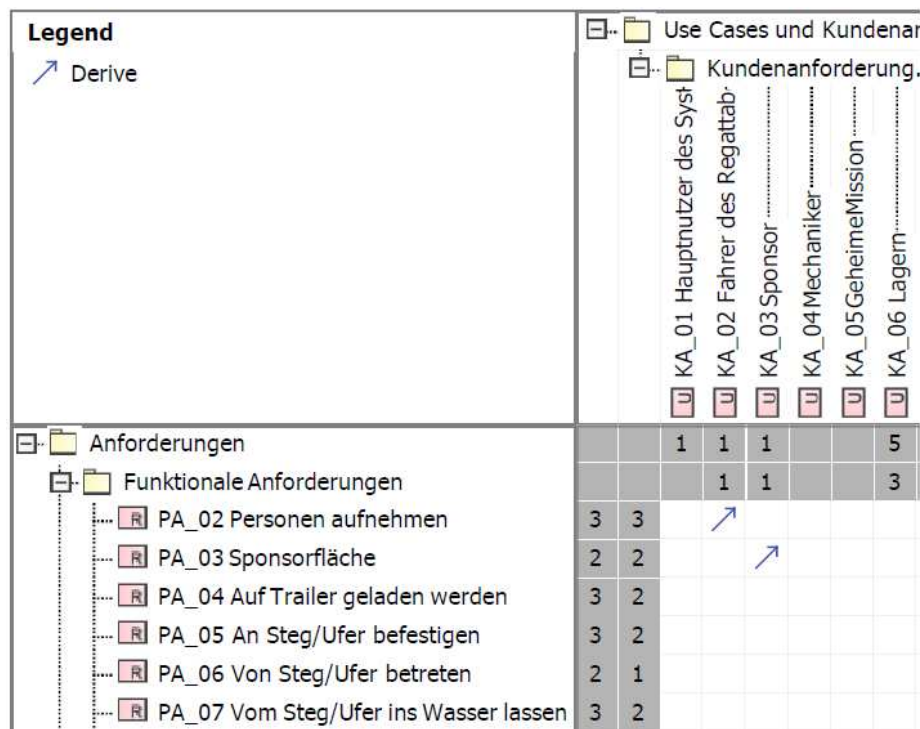 Legend
Derive
Use Cases und Kundenar
Kundenanforderung.
KA_01 Hauptnutzer des Syst
KA_02 Fahrer des Regattab
KA_03 Sponsor
KA_04 Mechaniker
KA_05 GeheimeMission
KA_06 Lagern
U U U U U U
Anforderungen 1 1 1 5
Funktionale Anforderungen 1 1 3
R PA_02 Personen aufnehmen 3 3
R PA_03 Sponsorfläche 2 2
R PA_04 Auf Trailer geladen werden 3 2
R PA_05 An Steg/Ufer befestigen 3 2
R PA_06 Von Steg/Ufer betreten 2 1
R PA_07 Vom Steg/Ufer ins Wasser lassen 3 2